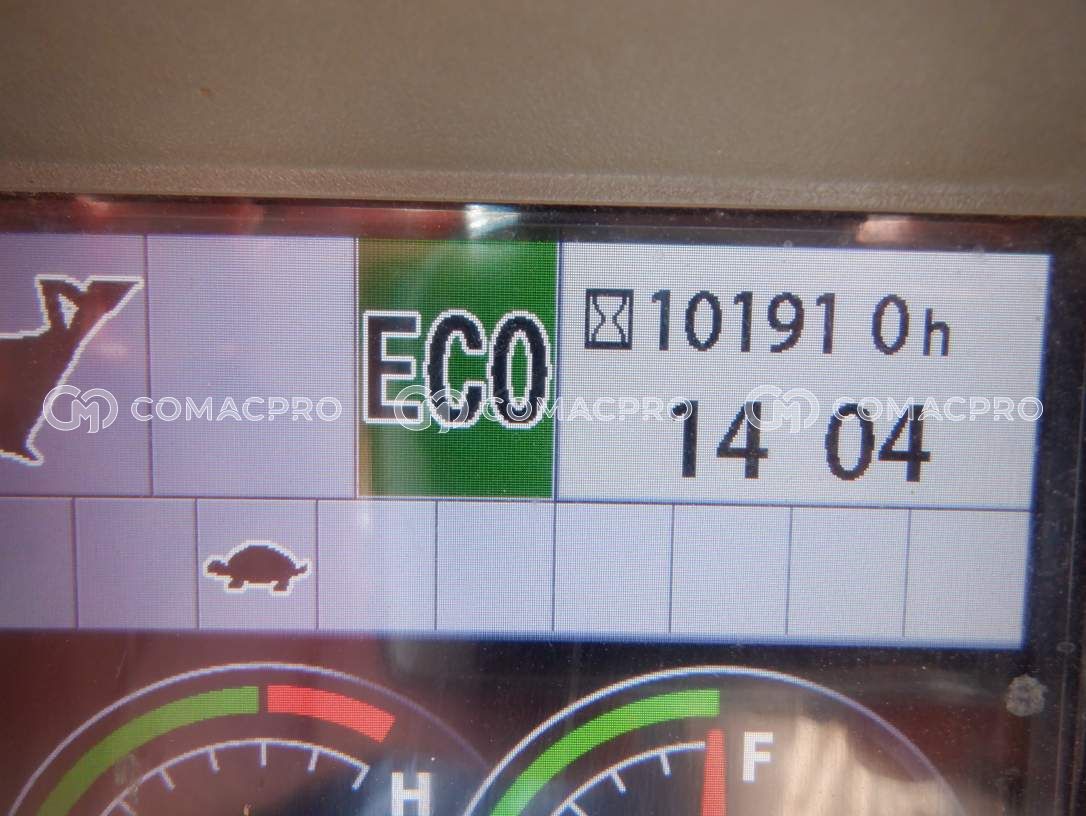 ECO
10191 0h
14 04
COMACPRO COMACPRO COMACPRO
H
F